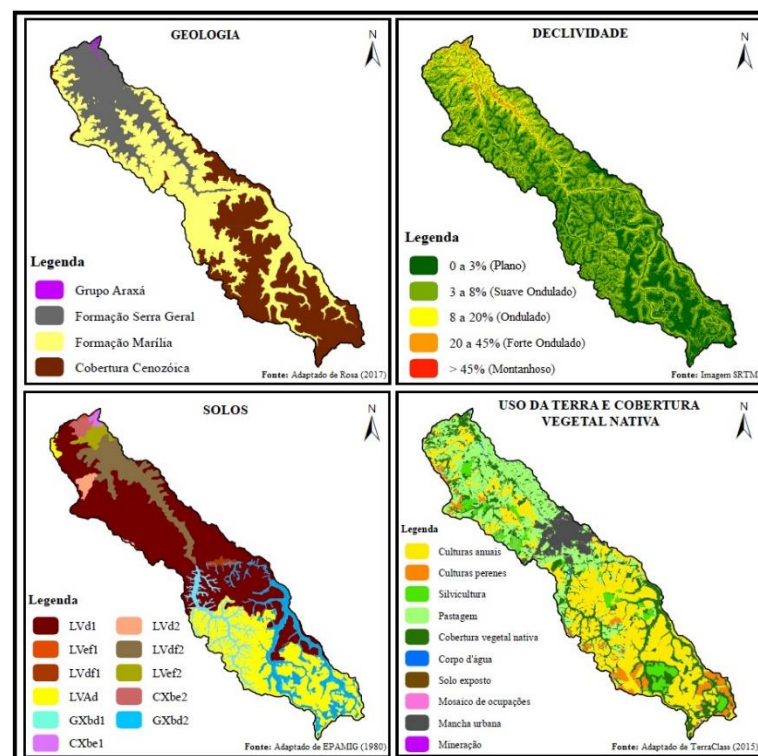 GEOLOGIA
N
Legenda
Grupo Araxá
Formação Serra Geral
Formação Marília
Cobertura Cenozóica
Fonte: Adaptado de Rosa (2017)
DECLIVIDADE
N
Legenda
0 a 3% (Plano)
3 a 8% (Suave Ondulado)
8 a 20% (Ondulado)
20 a 45% (Forte Ondulado)
> 45% (Montanhoso)
Fonte: Imagem SRTM
SOLOS
N
Legenda
LVd1
LVef1
LVdf1
LVAd
GXbd1
CXbe1
LVd2
LVdf2
LVef2
CXbe2
GXbd2
Fonte: Adaptado de EPAMIG (1980)
USO DA TERRA E COBERTURA
VEGETAL NATIVA
N
Legenda
Culturas anuais
Culturas perenes
Silvicultura
Pastagem
Cobertura vegetal nativa
Corpo d'água
Solo exposto
Mosaico de ocupações
Mancha urbana
Mineração
Fonte: Adaptado de TerraClass (2015)